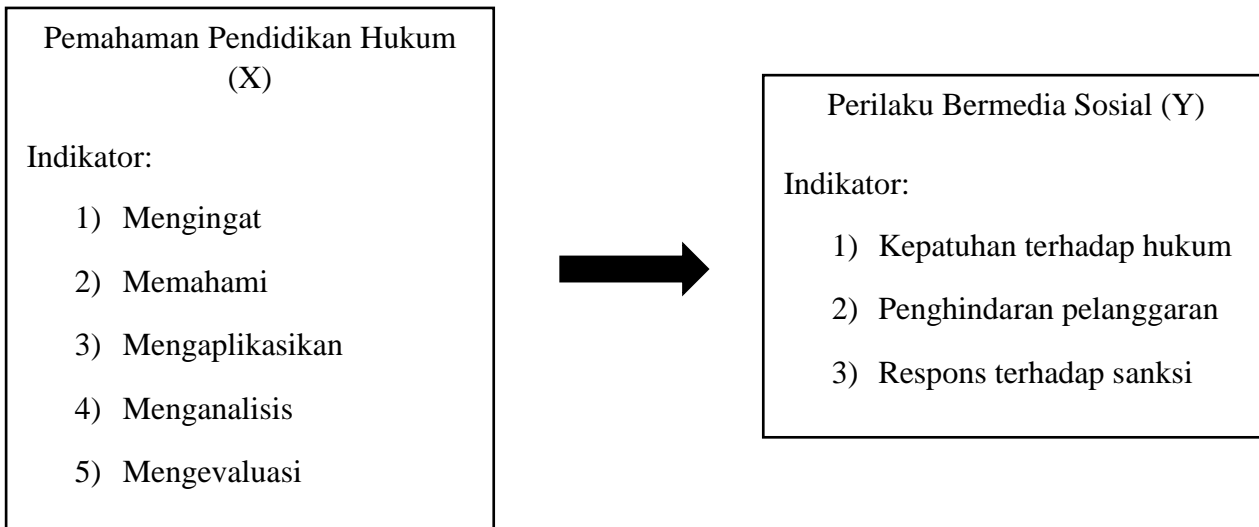 Pemahaman Pendidikan Hukum
(X)
Indikator:
1) Mengingat
2) Memahami
3) Mengaplikasikan
4) Menganalisis
5) Mengevaluasi
Perilaku Bermedia Sosial (Y)
Indikator:
1) Kepatuhan terhadap hukum
2) Penghindaran pelanggaran
3) Respons terhadap sanksi